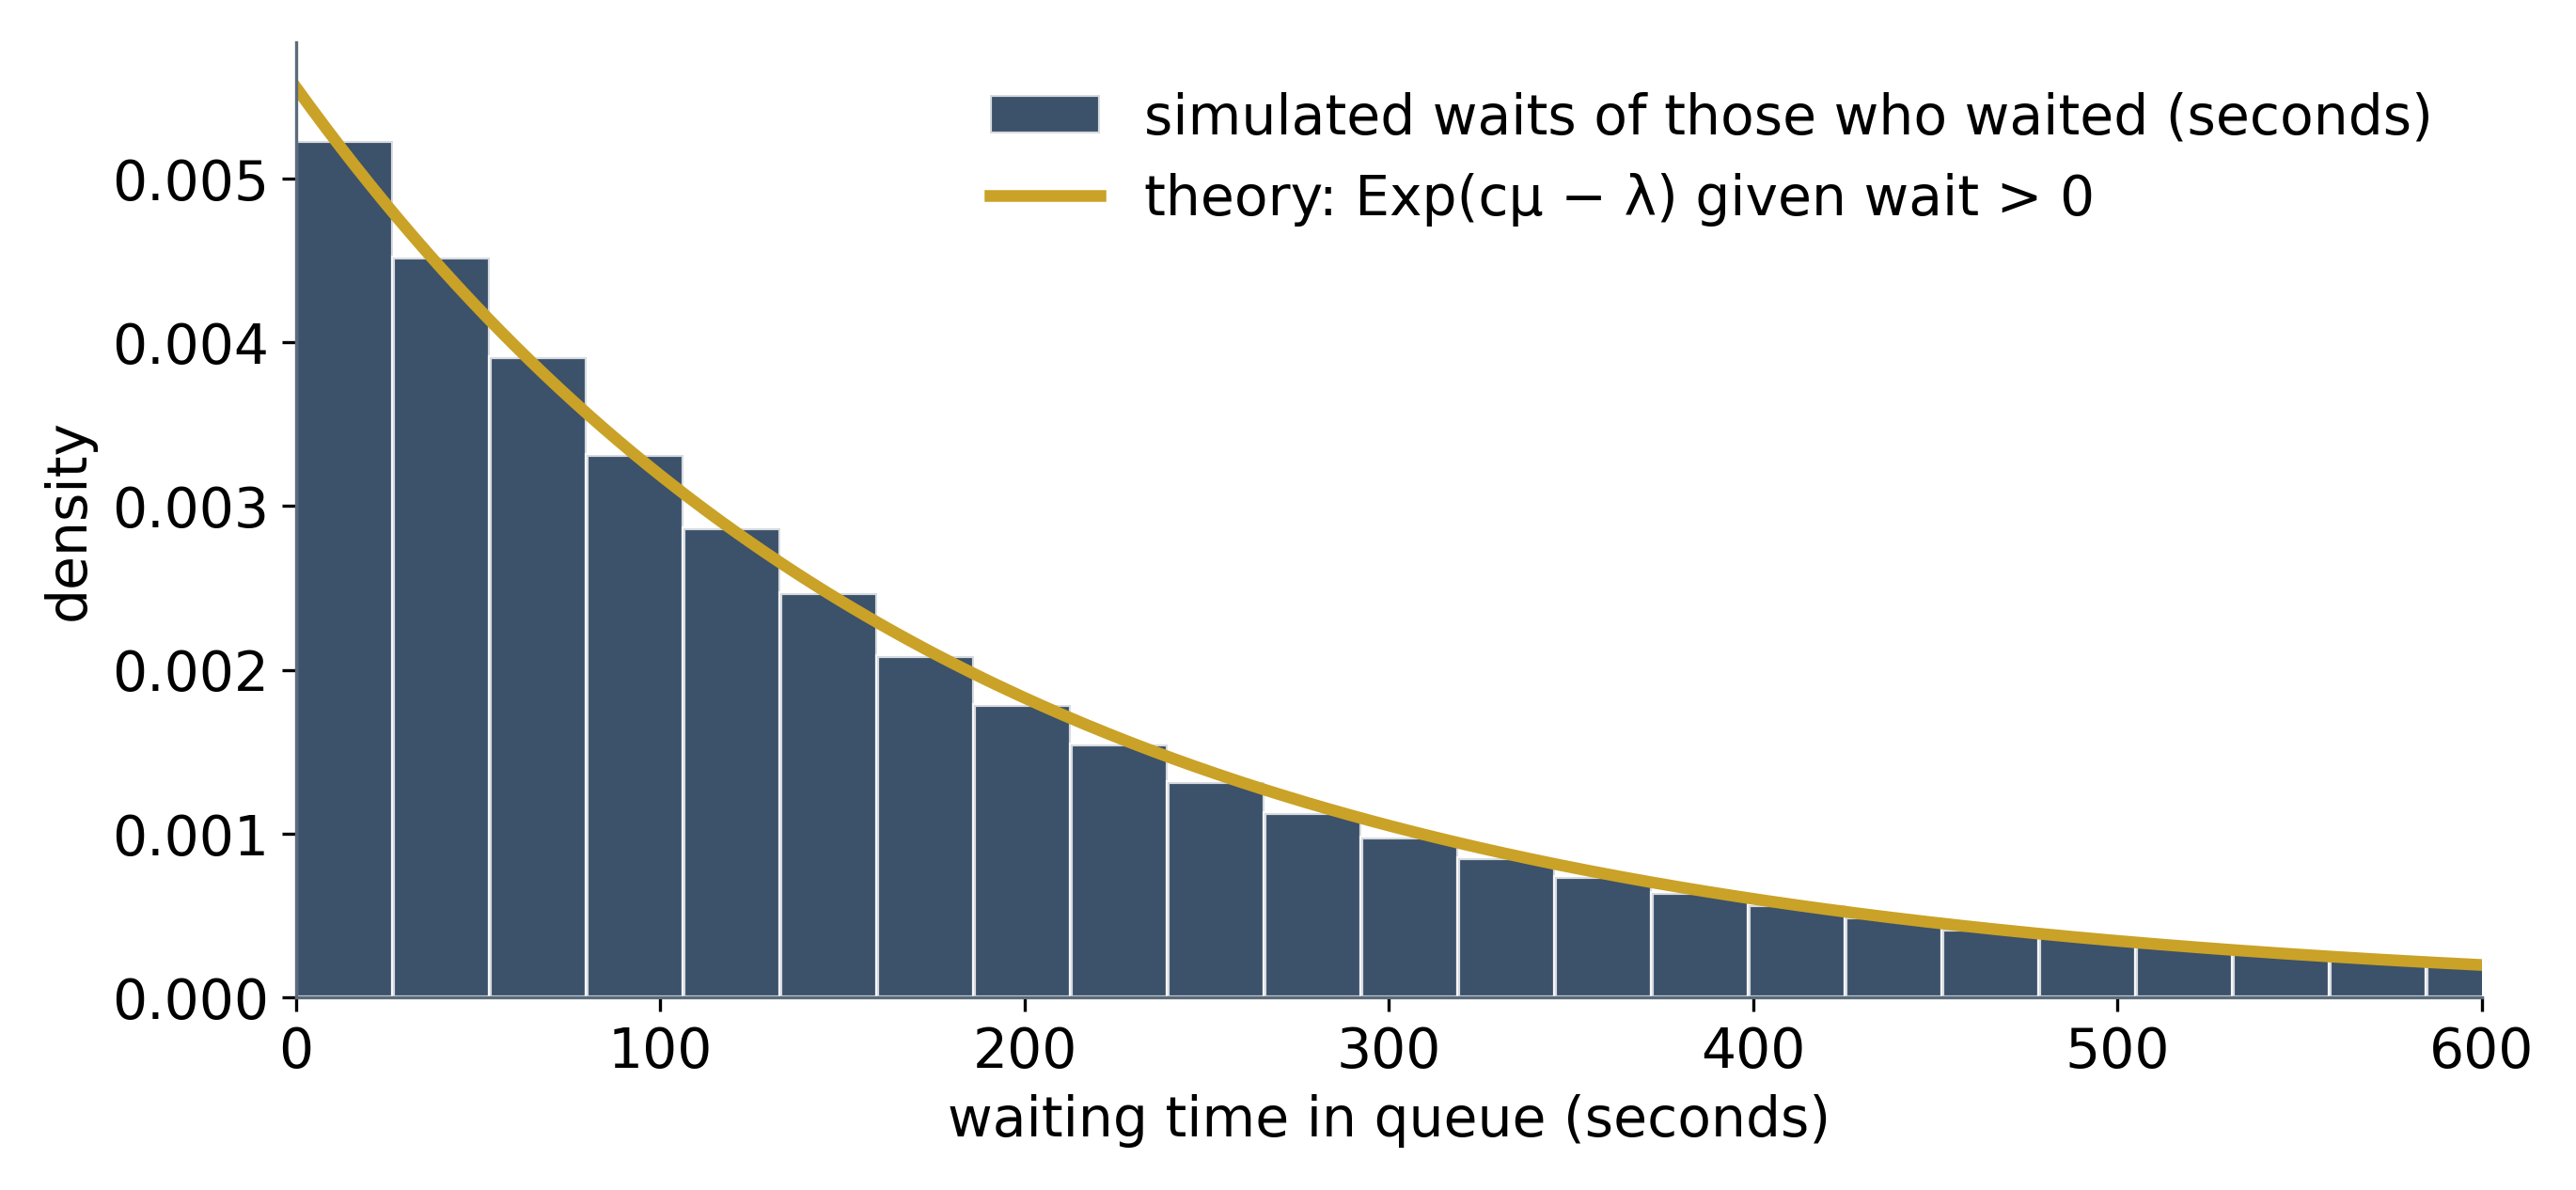 simulated waits of those who waited (seconds)
theory: Exp(cμ − λ) given wait > 0
density
0.005
0.004
0.003
0.002
0.001
0.000
0 100 200 300 400 500 600
waiting time in queue (seconds)